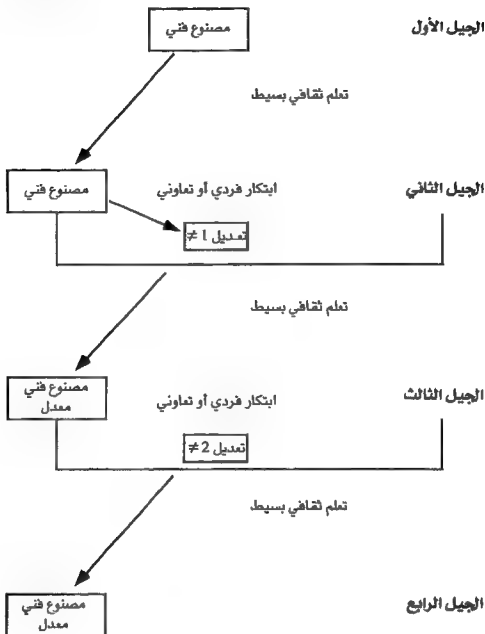 الجيل الأول
مصنوع فني
تعلم ثقافي بسيط
الجيل الثاني
ابتكار فردي أو تعاوني
مصنوع فني
تعديل 1 ≠
تعلم ثقافي بسيط
الجيل الثالث
ابتكار فردي أو تعاوني
مصنوع فني
معدل
تعديل 2 ≠
تعلم ثقافي بسيط
الجيل الرابع
مصنوع فني
معدل